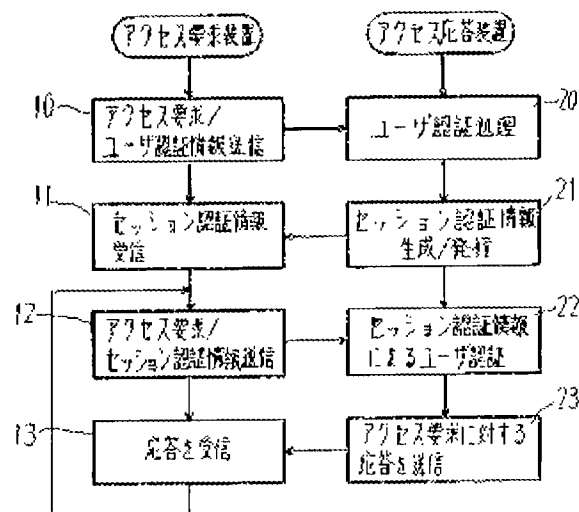 アクセス要求装置
アクセス応答装置
10
アクセス要求/
ユーザ認証情報送信
20
ユーザ認証処理
11
セッション認証情報
受信
21
セッション認証情報
生成/発行
12
アクセス要求/
セッション認証情報送信
22
セッション認証情報
によるユーザ認証
13
応答を受信
23
アクセス要求に対する
応答を送信